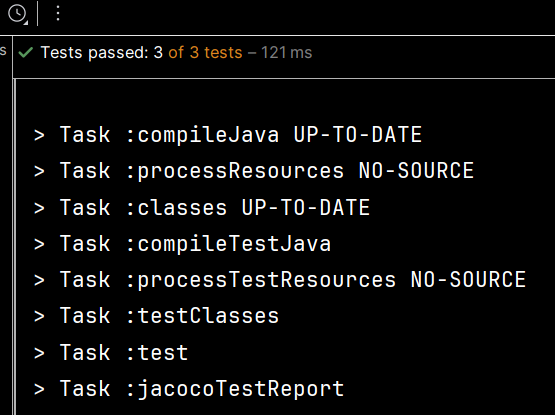 s
Tests passed: 3 of 3 tests – 121 ms
> Task :compileJava UP-TO-DATE
> Task :processResources NO-SOURCE
> Task :classes UP-TO-DATE
> Task :compileTestJava
> Task :processTestResources NO-SOURCE
> Task :testClasses
> Task :test
> Task :jacocoTestReport